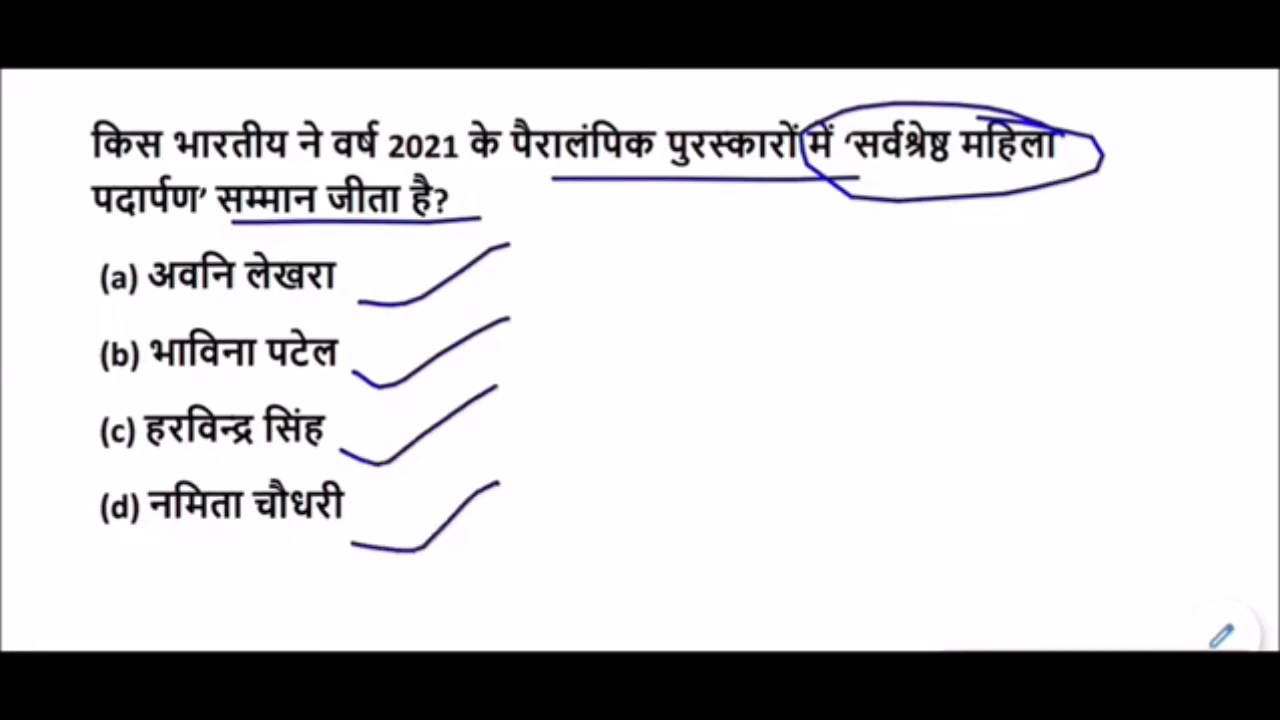 किस भारतीय ने वर्ष 2021 के पैरालंपिक पुरस्कारों में ‘सर्वश्रेष्ठ महिला
पदार्पण’ सम्मान जीता है?
(a) अवनि लेखरा
(b) भाविना पटेल
(c) हरविन्द्र सिंह
(d) नमिता चौधरी